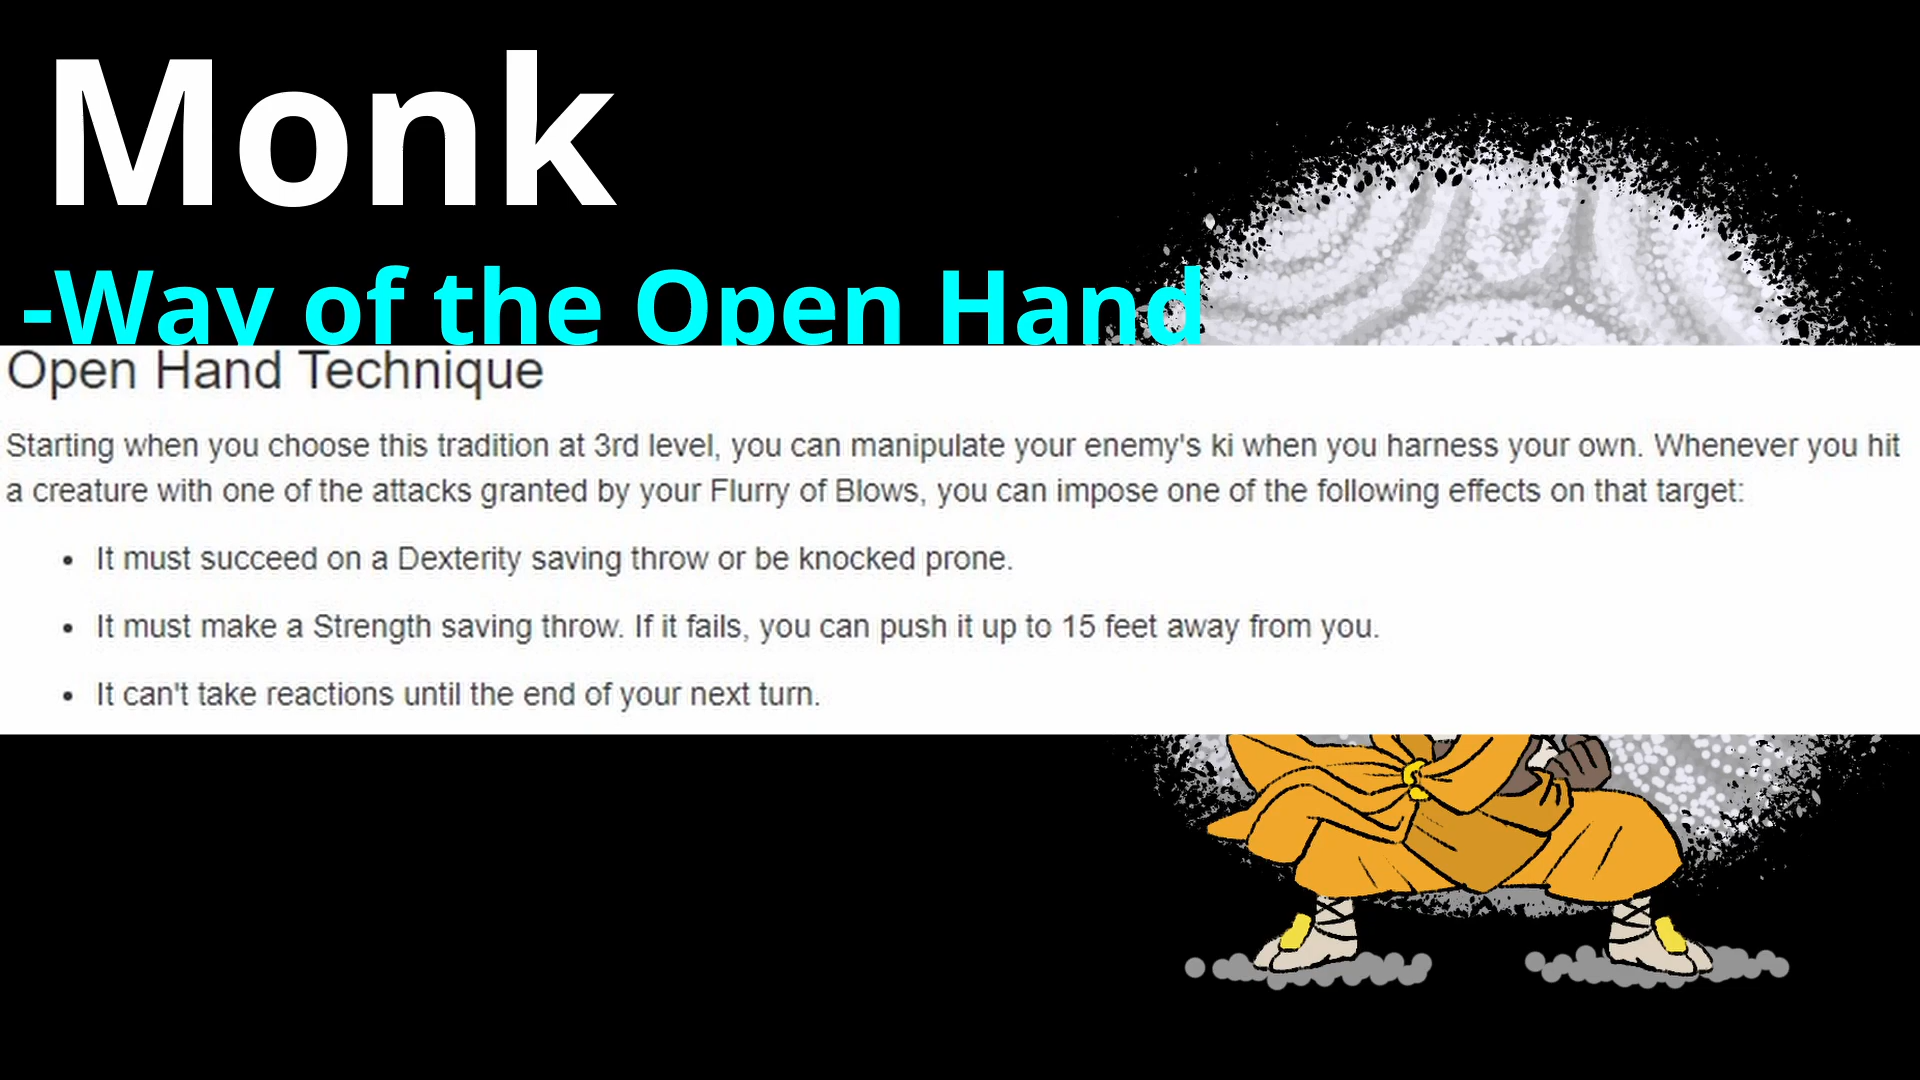 Monk
-Way of the Open Hand
Open Hand Technique
Starting when you choose this tradition at 3rd level, you can manipulate your enemy's ki when you harness your own. Whenever you hit
a creature with one of the attacks granted by your Flurry of Blows, you can impose one of the following effects on that target:
• It must succeed on a Dexterity saving throw or be knocked prone.
• It must make a Strength saving throw. If it fails, you can push it up to 15 feet away from you.
• It can't take reactions until the end of your next turn.